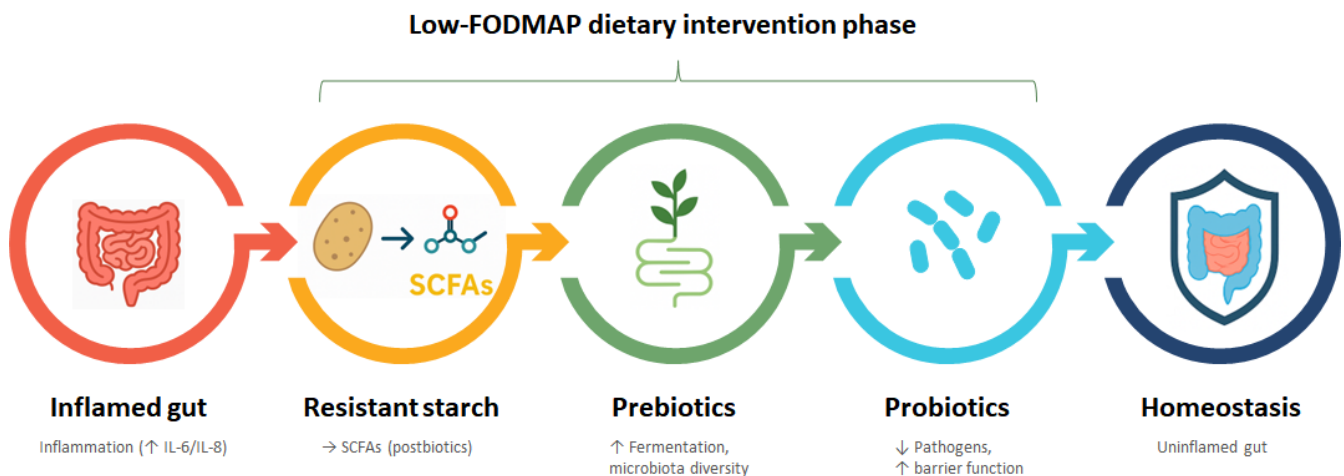 Low-FODMAP dietary intervention phase
SCFAs
Inflamed gut
Inflammation (↑ IL-6/IL-8)
Resistant starch
→ SCFAs (postbiotics)
Prebiotics
↑ Fermentation,
microbiota diversity
Probiotics
↓ Pathogens,
↑ barrier function
Homeostasis
Uninflamed gut